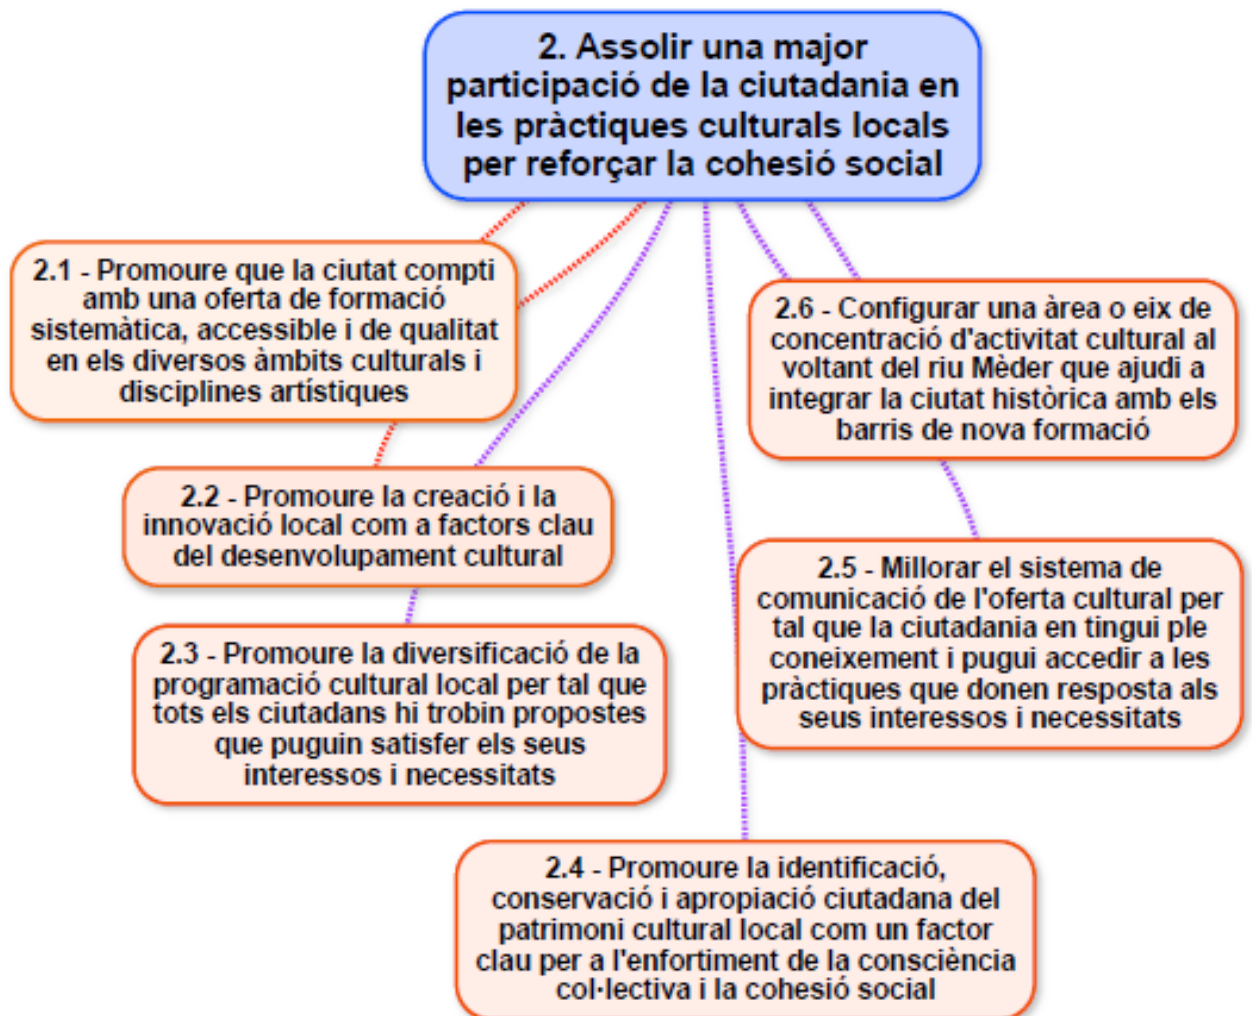 2. Assolir una major
participació de la ciutadania en
les pràctiques culturals locals
per reforçar la cohesió social
2.1 - Promoure que la ciutat compti
amb una oferta de formació
sistemàtica, accessible i de qualitat
en els diversos àmbits culturals i
disciplines artístiques
2.2 - Promoure la creació i la
innovació local com a factors clau
del desenvolupament cultural
2.3 - Promoure la diversificació de la
programació cultural local per tal que
tots els ciutadans hi trobin propostes
que puguin satisfer els seus
interessos i necessitats
2.4 - Promoure la identificació,
conservació i apropiació ciutadana del
patrimoni cultural local com un factor
clau per a l'enfortiment de la consciència
col·lectiva i la cohesió social
2.5 - Millorar el sistema de
comunicació de l'oferta cultural per
tal que la ciutadania en tingui ple
coneixement i pugui accedir a les
pràctiques que donen resposta als
seus interessos i necessitats
2.6 - Configurar una àrea o eix de
concentració d'activitat cultural al
voltant del riu Mèder que ajudi a
integrar la ciutat històrica amb els
barris de nova formació